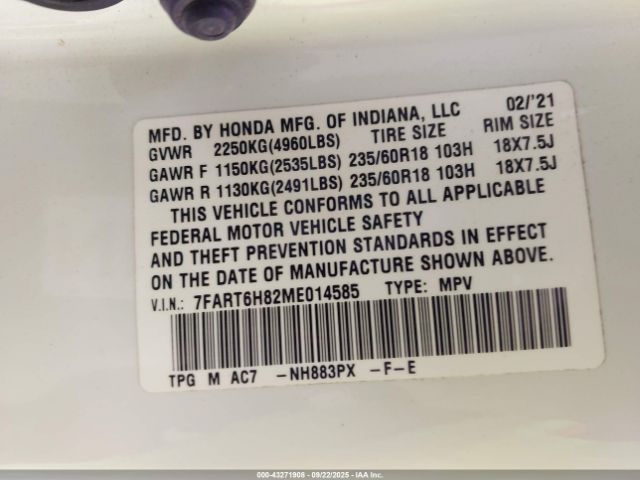 MFD. BY HONDA MFG. OF INDIANA, LLC 02/'21
GVWR 2250KG(4960LBS) TIRE SIZE RIM SIZE
GAWR F 1150KG(2535LBS) 235/60R18 103H 18X7.5J
GAWR R 1130KG(2491LBS) 235/60R18 103H 18X7.5J
THIS VEHICLE CONFORMS TO ALL APPLICABLE
FEDERAL MOTOR VEHICLE SAFETY
AND THEFT PREVENTION STANDARDS IN EFFECT
ON THE DATE OF MANUFACTURE SHOWN ABOVE.
V.I.N.: 7FART6H82ME014585 TYPE: MPV
TPG M AC7 -NH883PX -F-E
000-43271908 - 09/22/2025 - IAA Inc.